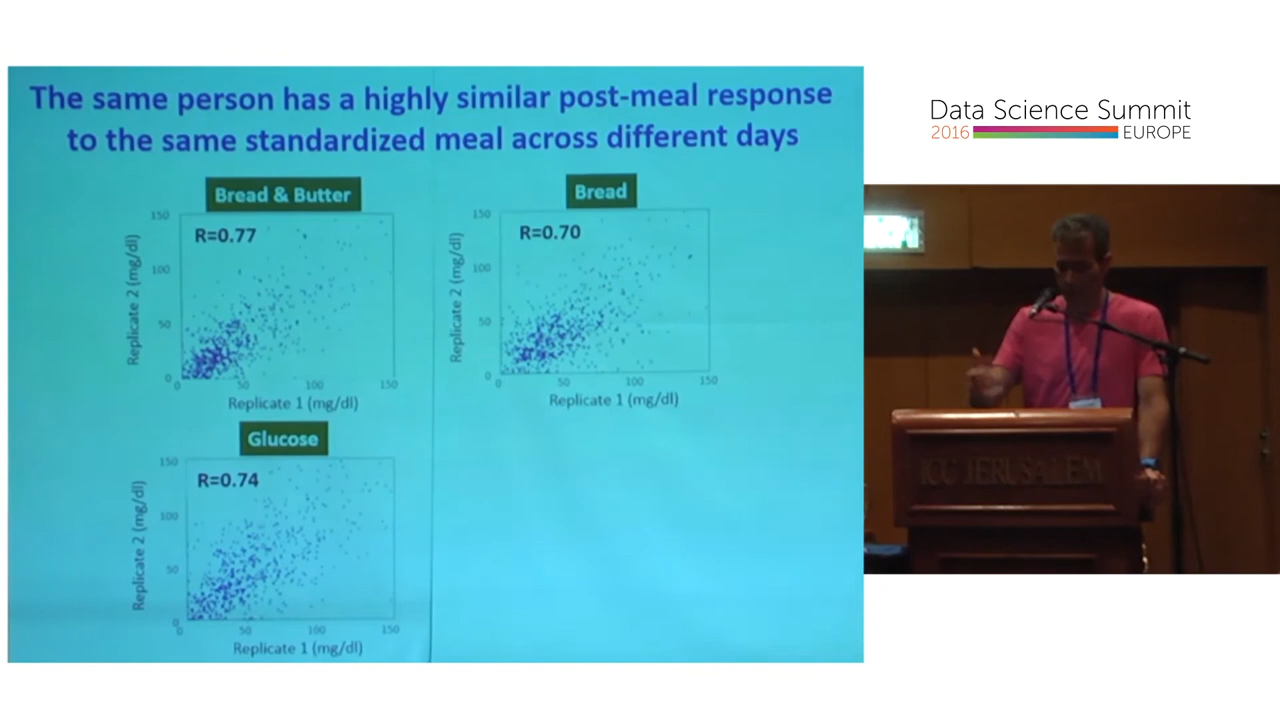 The same person has a highly similar post-meal response
to the same standardized meal across different days
Bread & Butter
R=0.77
150
100
50
0
0 50 100 150
Replicate 2 (mg/dl)
Replicate 1 (mg/dl)
Bread
R=0.70
150
100
50
0
0 50 100 150
Replicate 2 (mg/dl)
Replicate 1 (mg/dl)
Glucose
R=0.74
150
100
50
0
0 50 100 150
Replicate 2 (mg/dl)
Replicate 1 (mg/dl)
Data Science Summit
2016 EUROPE
ICC JERUSALEM